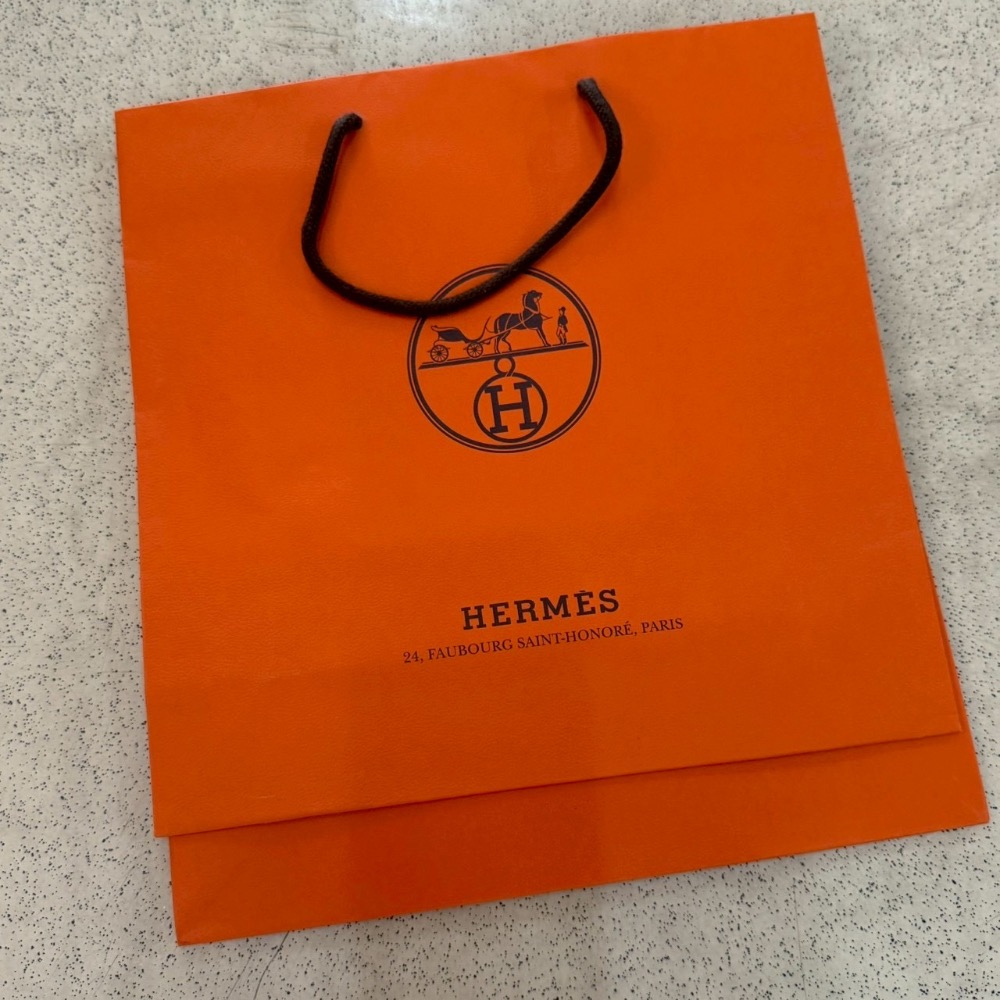 H
HERMÈS
24, FAUBOURG SAINT-HONORÉ, PARIS